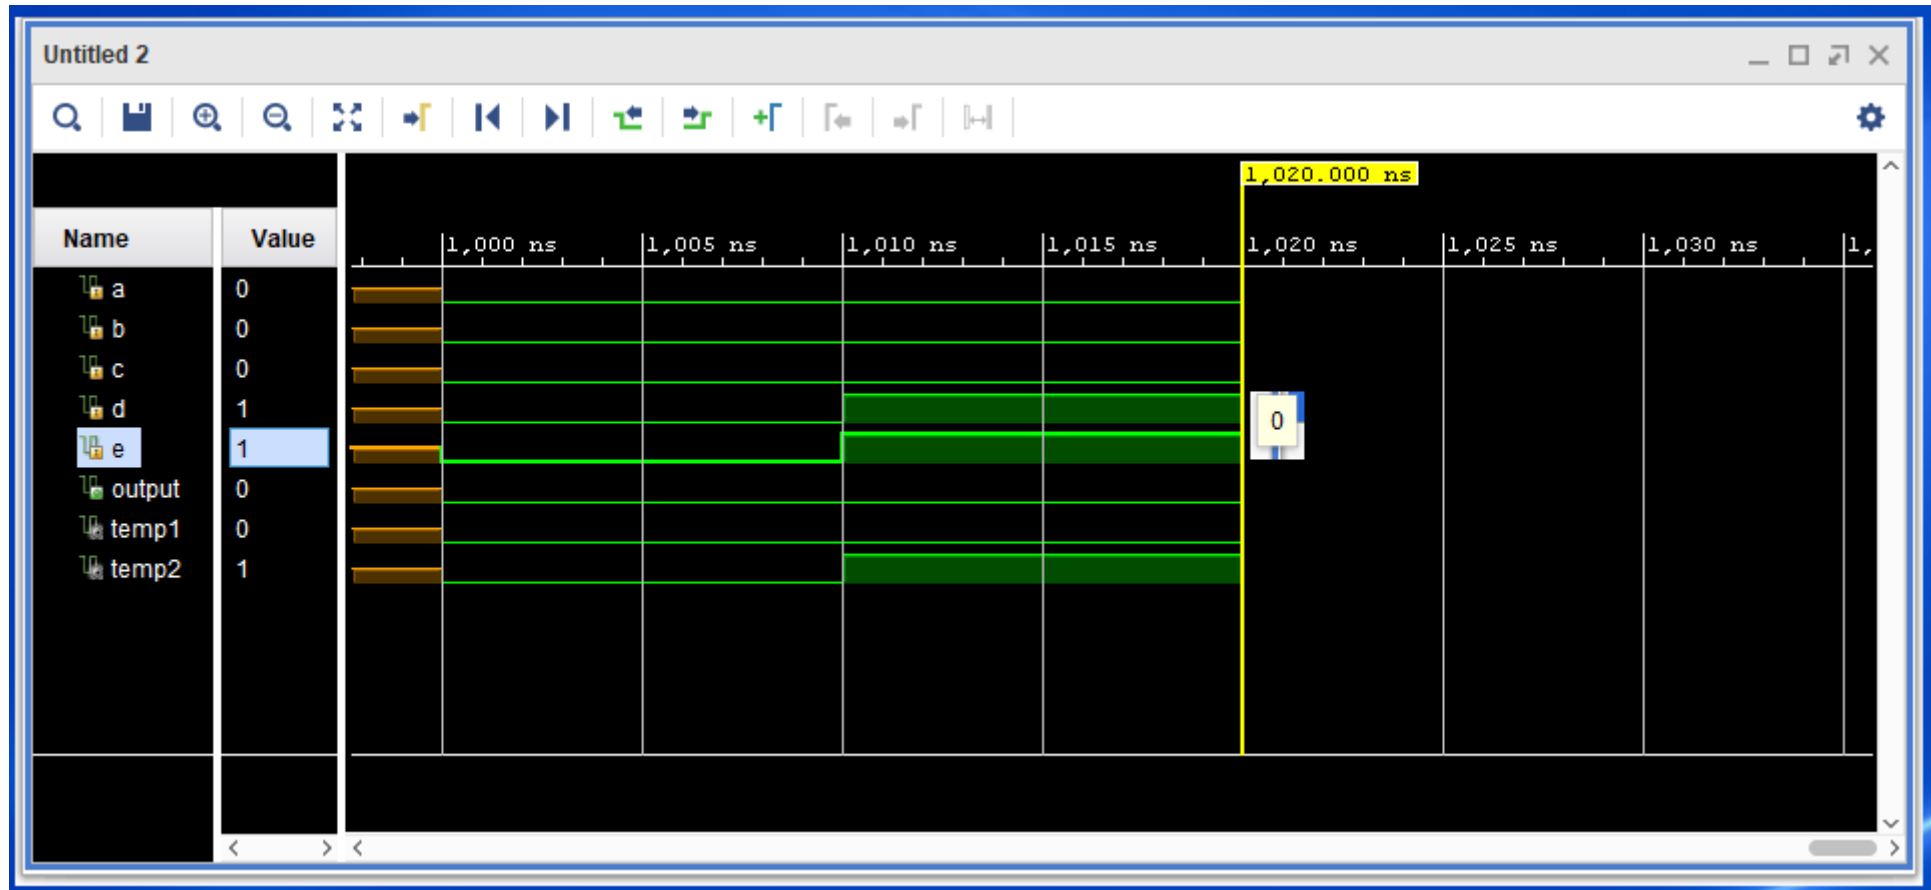 Untitled 2
1,020.000 ns
Name Value 1,000 ns 1,005 ns 1,010 ns 1,015 ns 1,020 ns 1,025 ns 1,030 ns 1,
a 0
b 0
c 0
d 1
0
e 1
output 0
temp1 0
temp2 1